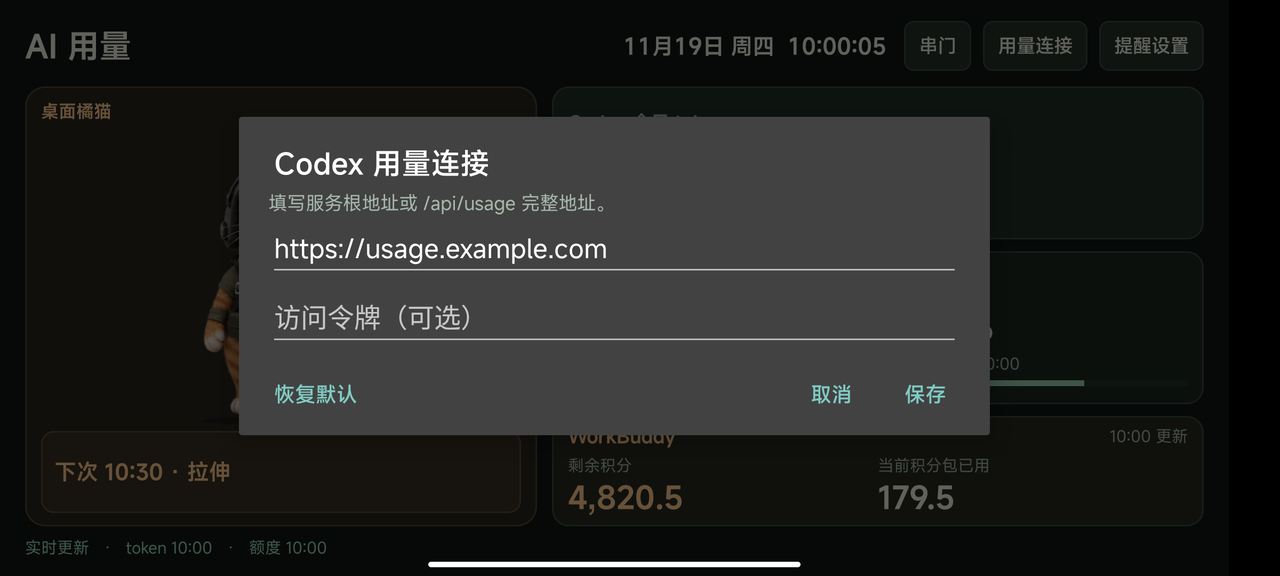 AI 用量
11月19日 周四 10:00:05
串门
用量连接
提醒设置
桌面橘猫
Codex 用量连接
填写服务根地址或 /api/usage 完整地址。
https://usage.example.com
访问令牌（可选）
恢复默认
取消
保存
WorkBuddy
10:00 更新
剩余积分
当前积分包已用
4,820.5
179.5
下次 10:30 · 拉伸
实时更新 · token 10:00 · 额度 10:00